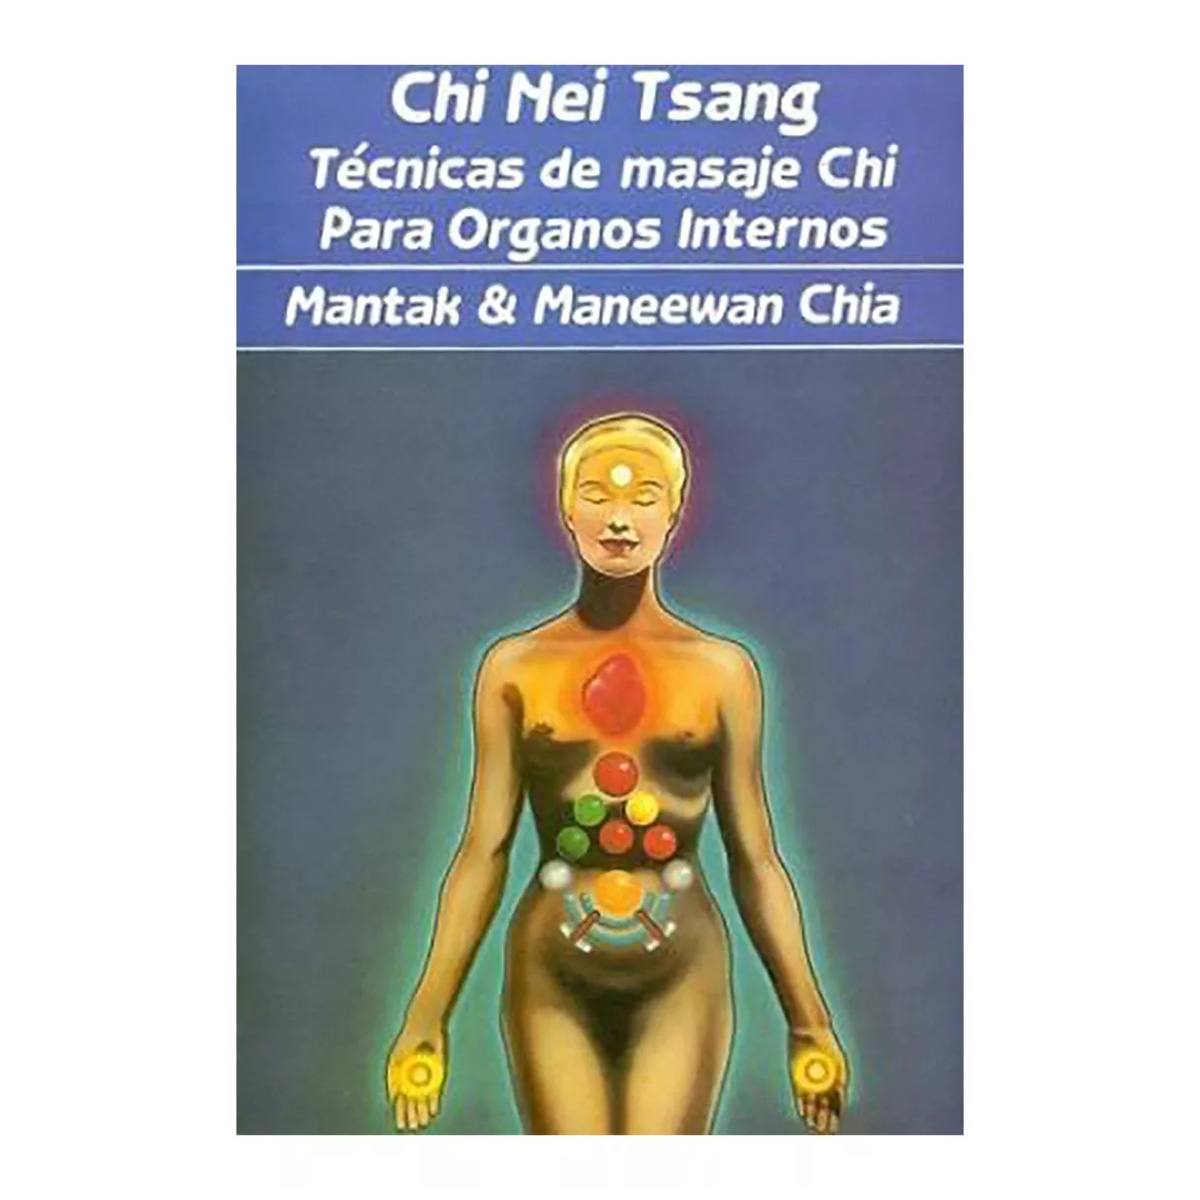 Chi Nei Tsang
Técnicas de masaje Chi
Para Organos Internos
Mantak & Maneewan Chia